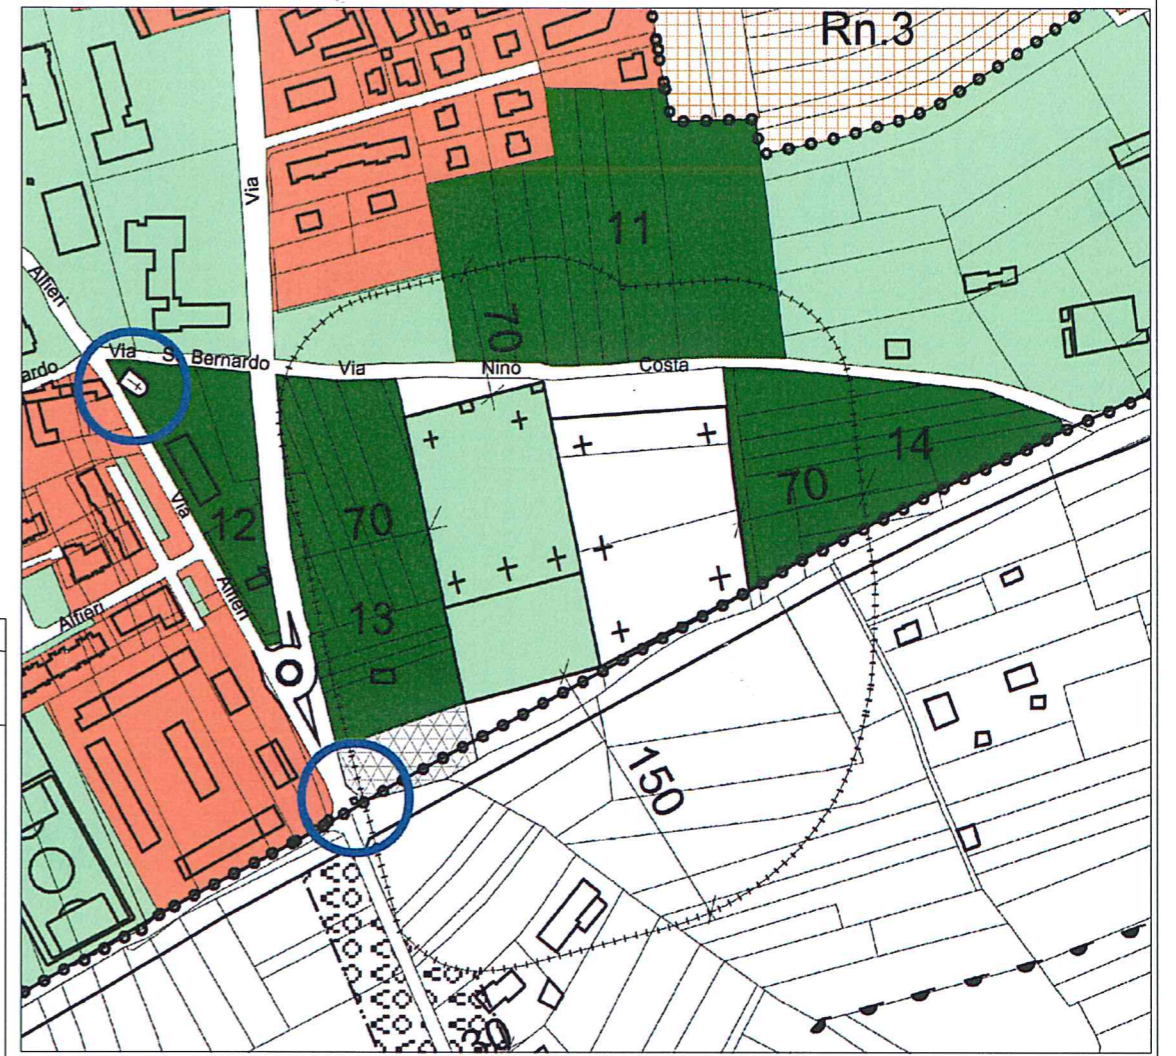 Rn.3
Via
11
Alfieri
70
Via S. Bernardo
Via Nino Costa
ardo
14
70
12
70
Via
Alfieri
13
Alfieri
150
30